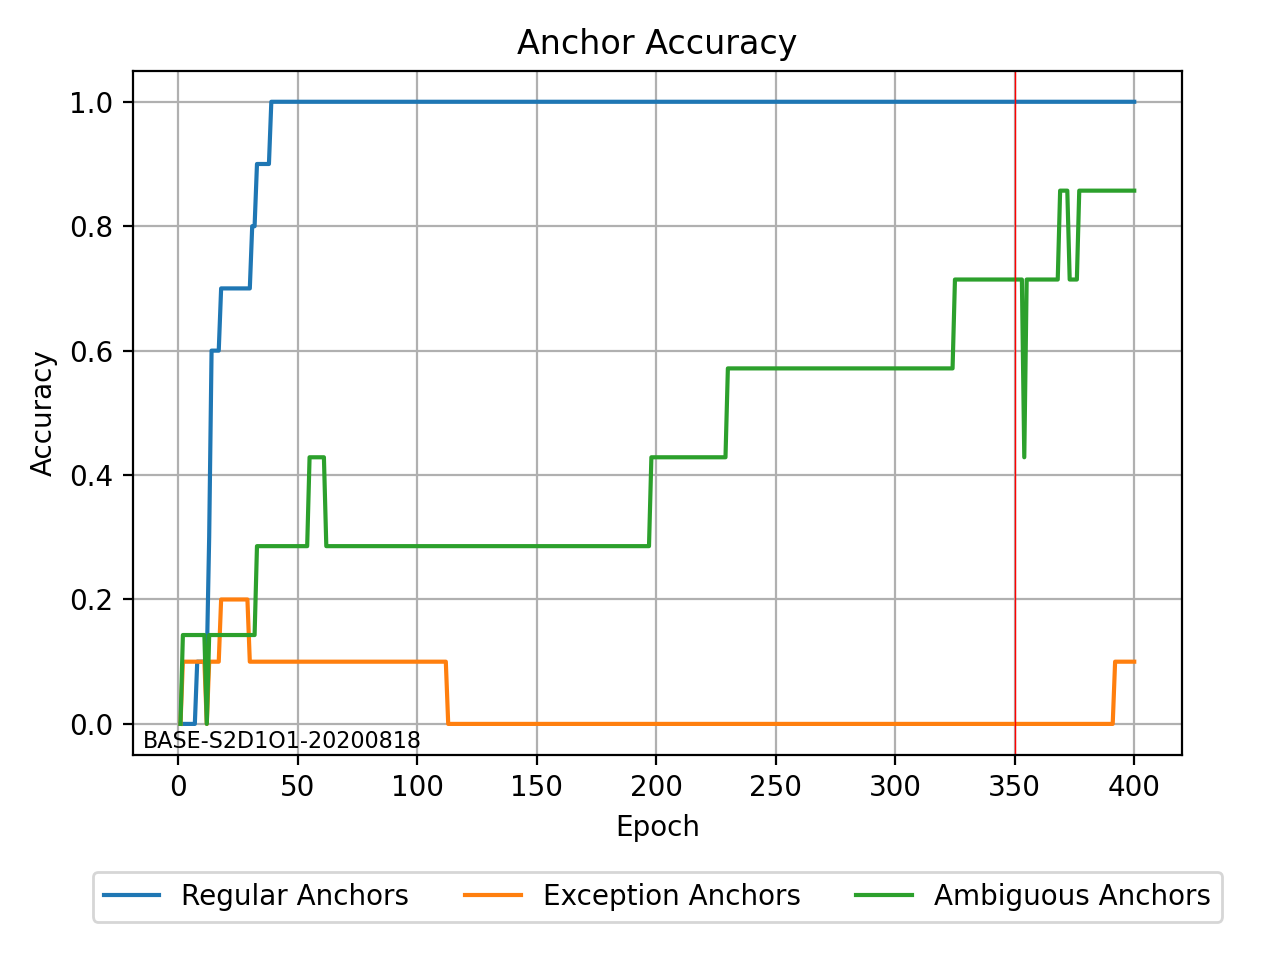 Anchor Accuracy
1.0
0.8
0.6
0.4
0.2
0.0
Accuracy
BASE-S2D1O1-20200818
0 50 100 150 200 250 300 350 400
Epoch
Regular Anchors Exception Anchors Ambiguous Anchors